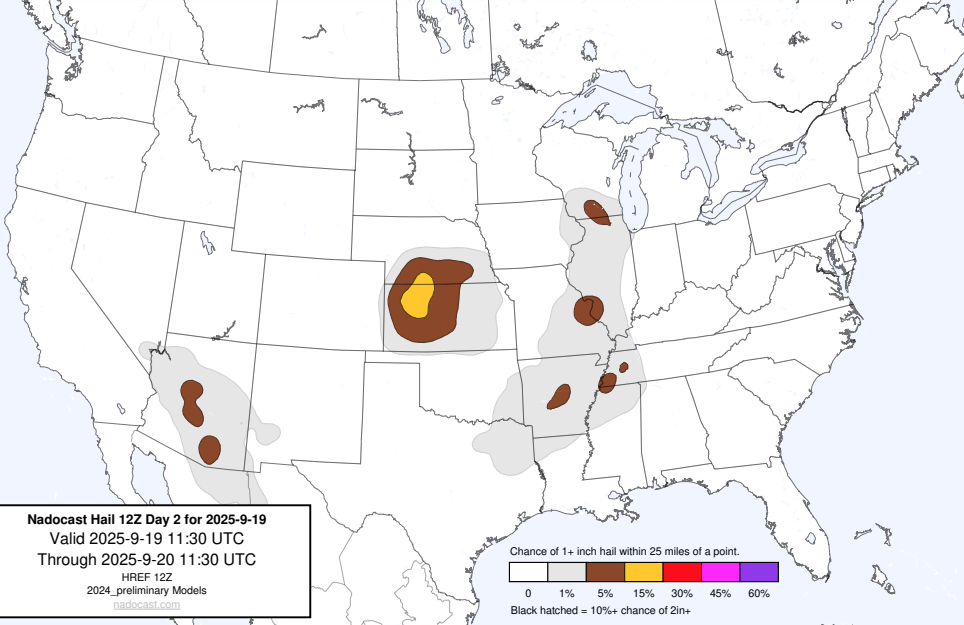 Nadocast Hail 12Z Day 2 for 2025-9-19
Valid 2025-9-19 11:30 UTC
Through 2025-9-20 11:30 UTC
HREF 12Z
2024_preliminary Models
nadocast.com
Chance of 1+ inch hail within 25 miles of a point.
0 1% 5% 15% 30% 45% 60%
Black hatched = 10%+ chance of 2in+